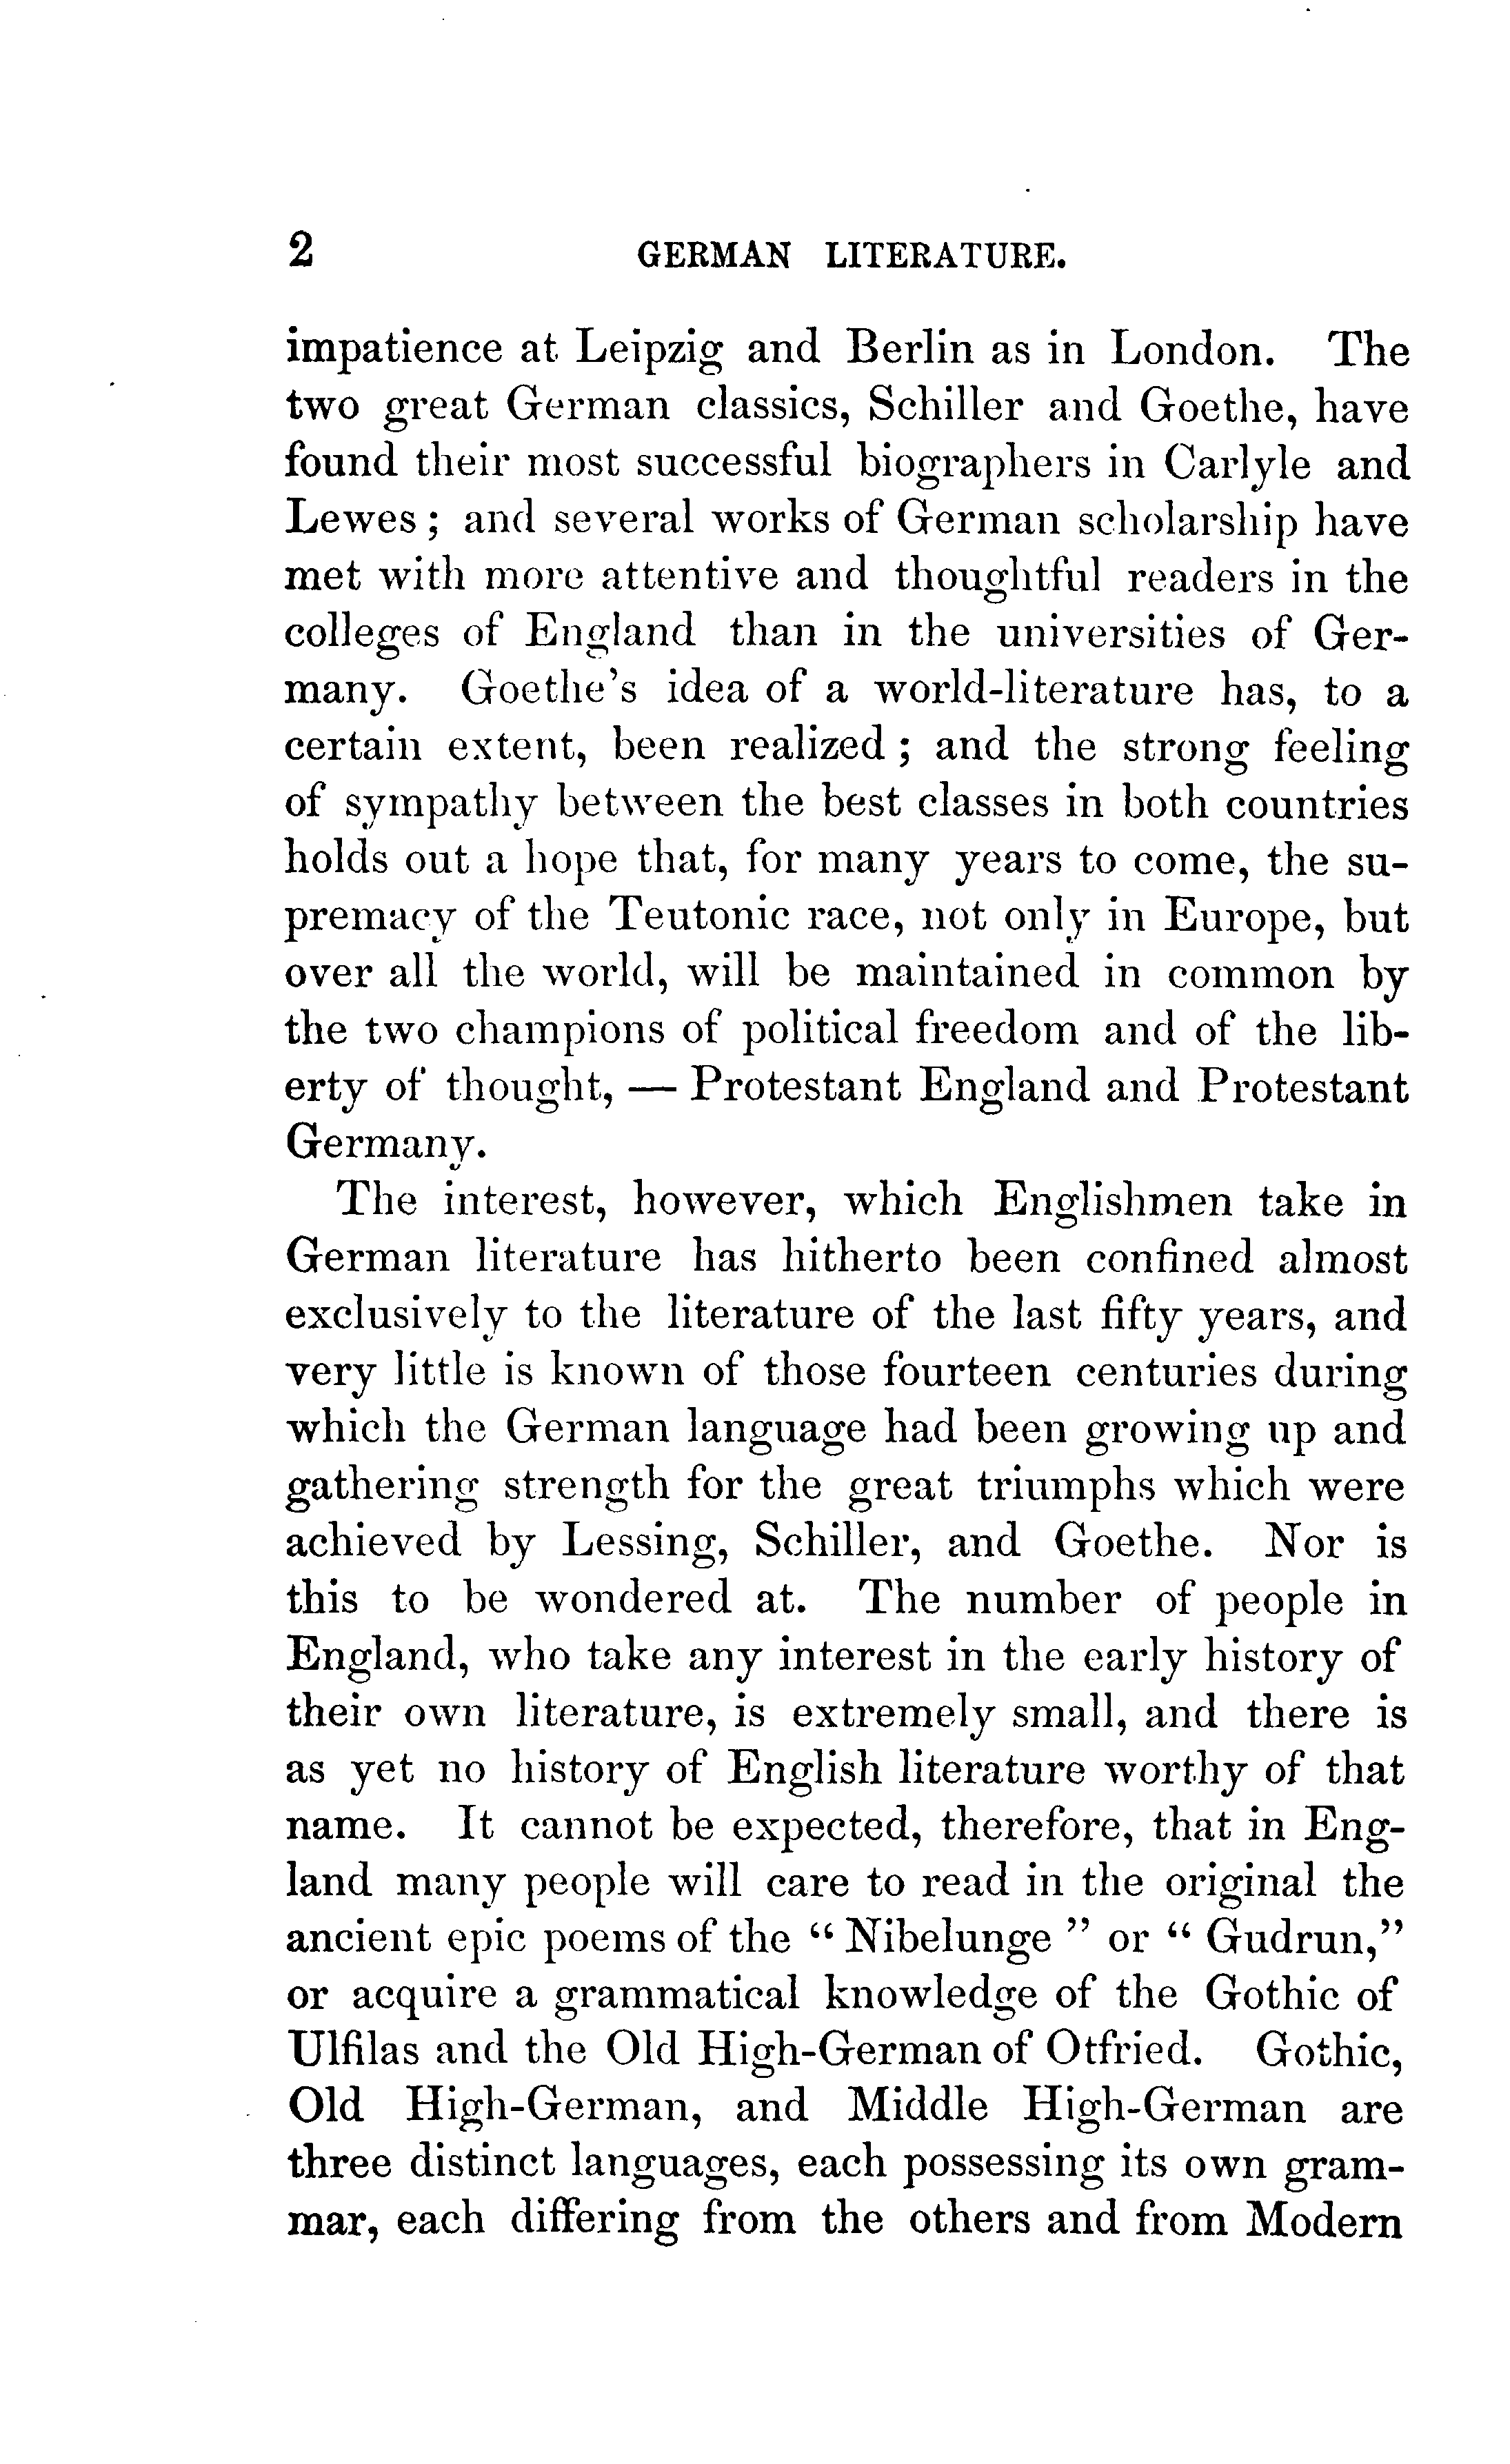 2 GERMAN LITERATURE.
impatience at Leipzig and Berlin as in London. The
two great German classics, Schiller and Goethe, have
found their most successful biographers in Carlyle and
Lewes ; and several works of German scholarship have
met with more attentive and thoughtful readers in the
colleges of England than in the universities of Ger-
many. Goethe's idea of a world-literature has, to a
certain extent, been realized ; and the strong feeling
of sympathy between the best classes in both countries
holds out a hope that, for many years to come, the su-
premacy of the Teutonic race, not only in Europe, but
over all the world, will be maintained in common by
the two champions of political freedom and of the lib-
erty of thought, — Protestant England and Protestant
Germany.
The interest, however, which Englishmen take in
German literature has hitherto been confined almost
exclusively to the literature of the last fifty years, and
very little is known of those fourteen centuries during
which the German language had been growing up and
gathering strength for the great triumphs which were
achieved by Lessing, Schiller, and Goethe. Nor is
this to be wondered at. The number of people in
England, who take any interest in the early history of
their own literature, is extremely small, and there is
as yet no history of English literature worthy of that
name. It cannot be expected, therefore, that in Eng-
land many people will care to read in the original the
ancient epic poems of the “ Nibelunge ” or “ Gudrun,”
or acquire a grammatical knowledge of the Gothic of
Ulfilas and the Old High-German of Otfried. Gothic,
Old High-German, and Middle High-German are
three distinct languages, each possessing its own gram-
mar, each differing from the others and from Modern